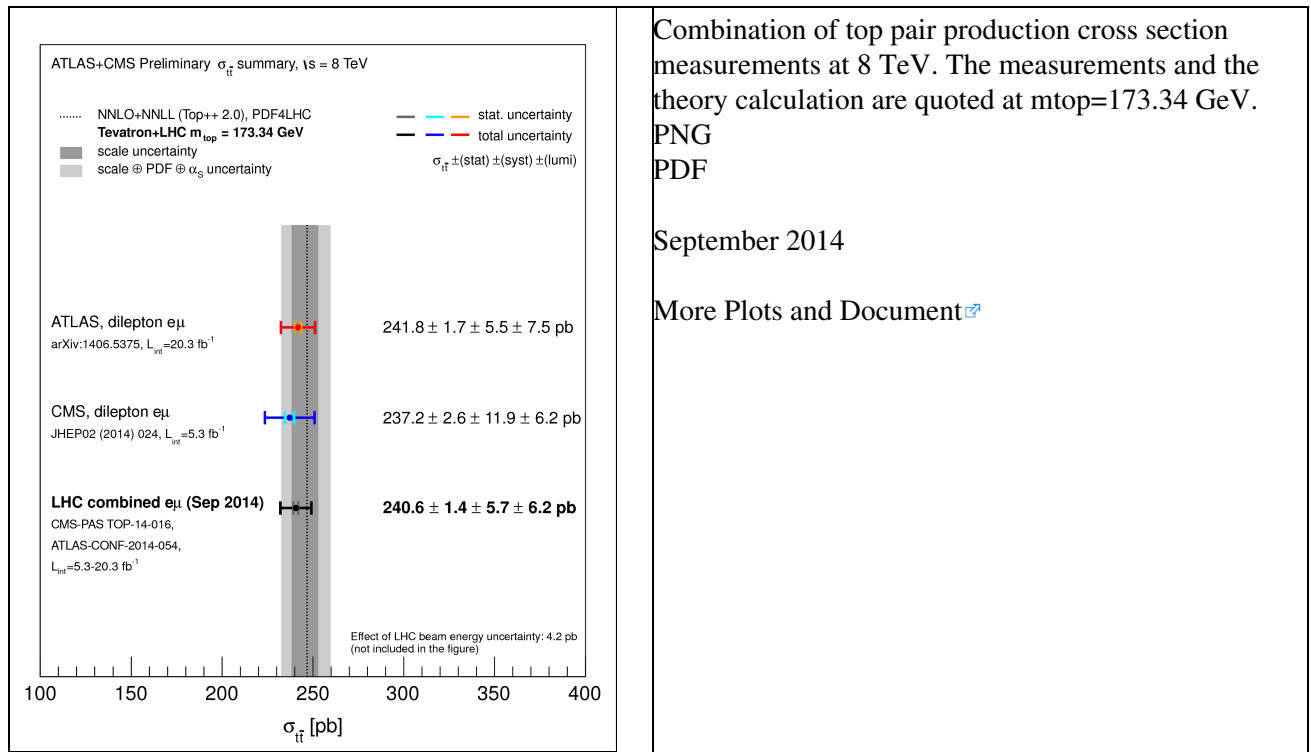 ATLAS+CMS Preliminary σtt̅ summary, √s = 8 TeV
NNLO+NNLL (Top++ 2.0), PDF4LHC
Tevatron+LHC mtop = 173.34 GeV
scale uncertainty
scale ⊕ PDF ⊕ αS uncertainty
stat. uncertainty
total uncertainty
σtt̅ ±(stat) ±(syst) ±(lumi)
ATLAS, dilepton eμ
arXiv:1406.5375, Lint=20.3 fb-1
241.8 ± 1.7 ± 5.5 ± 7.5 pb
CMS, dilepton eμ
JHEP02 (2014) 024, Lint=5.3 fb-1
237.2 ± 2.6 ± 11.9 ± 6.2 pb
LHC combined eμ (Sep 2014)
CMS-PAS TOP-14-016,
ATLAS-CONF-2014-054,
Lint=5.3-20.3 fb-1
240.6 ± 1.4 ± 5.7 ± 6.2 pb
Effect of LHC beam energy uncertainty: 4.2 pb
(not included in the figure)
100 150 200 250 300 350 400
σtt̅ [pb]
Combination of top pair production cross section
measurements at 8 TeV. The measurements and the
theory calculation are quoted at mtop=173.34 GeV.
PNG
PDF
September 2014
More Plots and Document